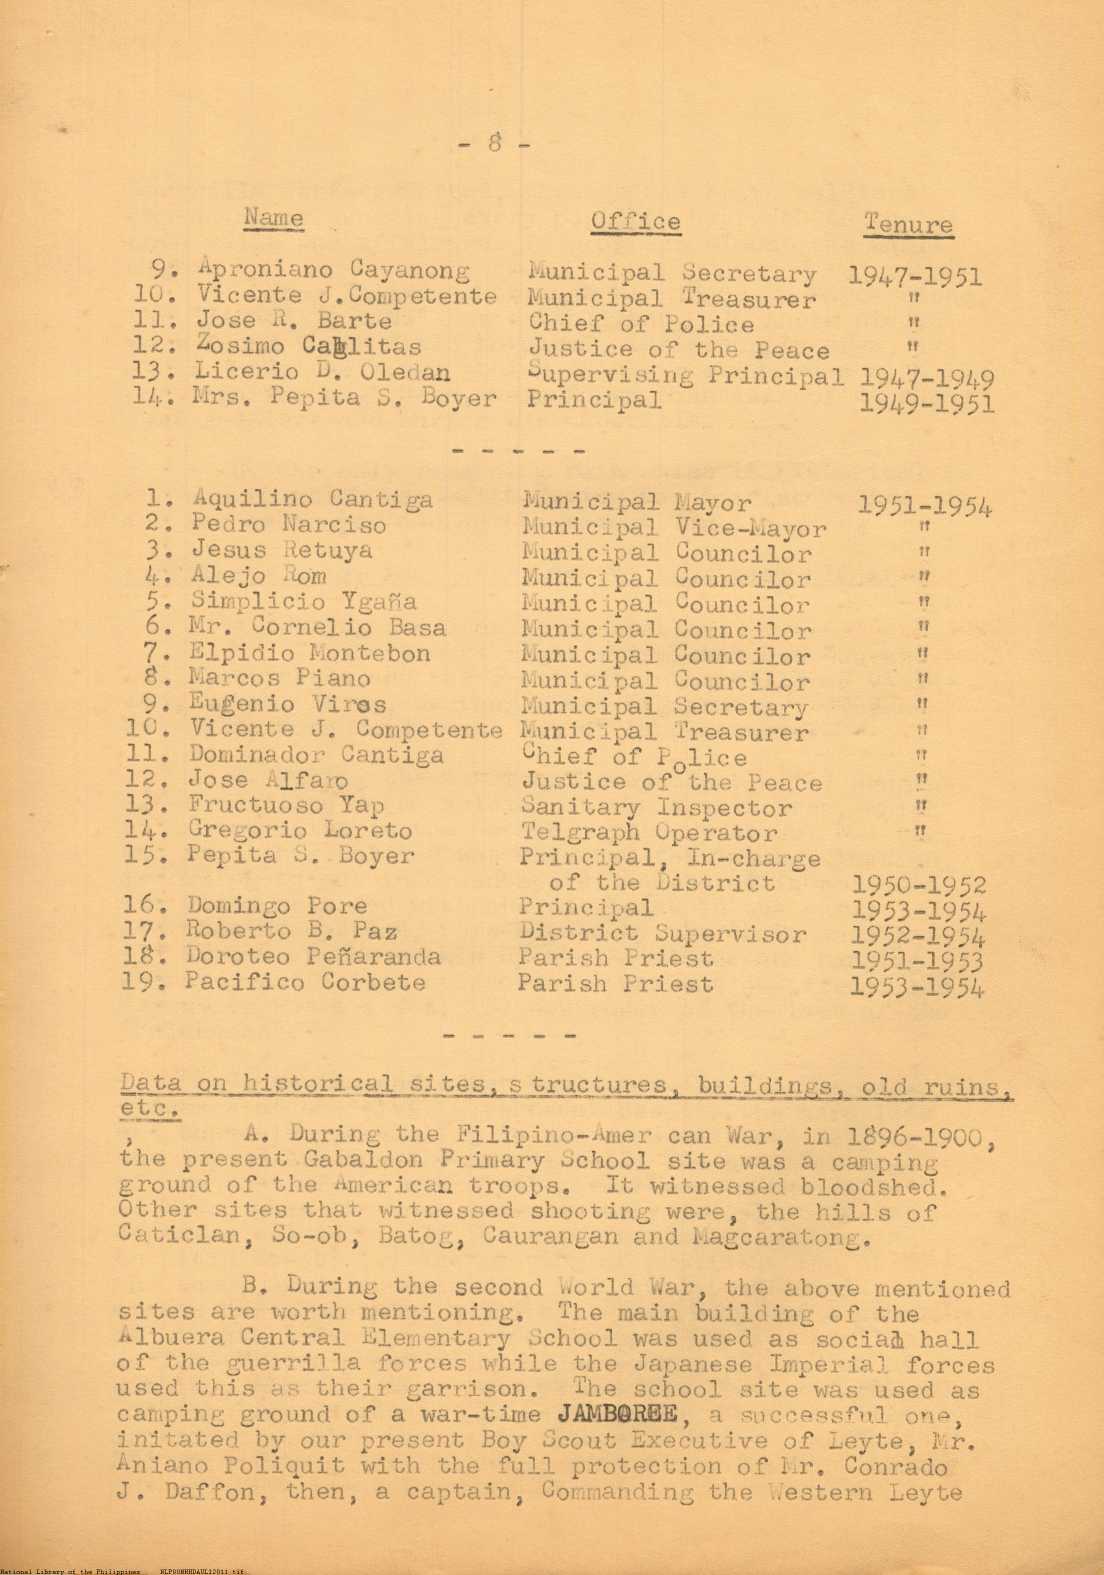 - 8 -
Name Office Tenure
9. Aproniano Cayanong Municipal Secretary 1947-1951
10. Vicente J.Competente Municipal Treasurer "
11. Jose R. Barte Chief of Police "
12. Zosimo Justice of the Peace "
13. Licerio D. Oledan Supervising Principal 1947-1949
14. Mrs. Pepita S. Boyer Principal 1949-1951
- - - - -
1. Aquilino Cantiga Municipal Mayor 1951-1954
2. Pedro Narciso Municipal Vice-Mayor "
3. Jesus Retuya Municipal Councilor "
4. Alejo Rom Municipal Councilor "
5. Simplicio Ygaña Municipal Councilor "
6. Mr. Cornelio Basa Municipal Councilor "
7. Elpidio Montebon Municipal Councilor "
8. Marcos Piano Municipal Councilor "
9. Eugenio Municipal Secretary "
10. Vicente J. Competente Municipal Treasurer "
11. Dominador Cantiga Chief of Police "
12. Jose Alfaro Justice of the Peace "
13. Fructuoso Yap Sanitary Inspector "
14. Gregorio Loreto Telgraph Operator "
15. Pepita S. Boyer Principal, In-charge
of the District 1950-1952
16. Domingo Pore Principal 1953-1954
17. Roberto B. Paz District Supervisor 1952-1954
18. Doroteo Peñaranda Parish Priest 1951-1953
19. Pacifico Corbete Parish Priest 1953-1954
- - - - -
Data on historical sites, s tructures, buildings, old ruins,
etc.
, A. During the Filipino-Amer can War, in 1896-1900,
the present Gabaldon Primary School site was a camping
ground of the American troops. It witnessed bloodshed.
Other sites that witnessed shooting were, the hills of
Caticlan, So-ob, Batog, Caurangan and Magcaratong.
B. During the second World War, the above mentioned
sites are worth mentioning. The main building of the
Albuera Central Elementary School was used as social hall
of the guerrilla forces while the Japanese Imperial forces
used this as their garrison. The school site was used as
camping ground of a war-time JAMBOREE, a successful one,
initated by our present Boy Scout Executive of Leyte, Mr.
Aniano Poliquit with the full protection of Mr. Conrado
J. Daffon, then, a captain, Commanding the Western Leyte
National Library of the Philippines